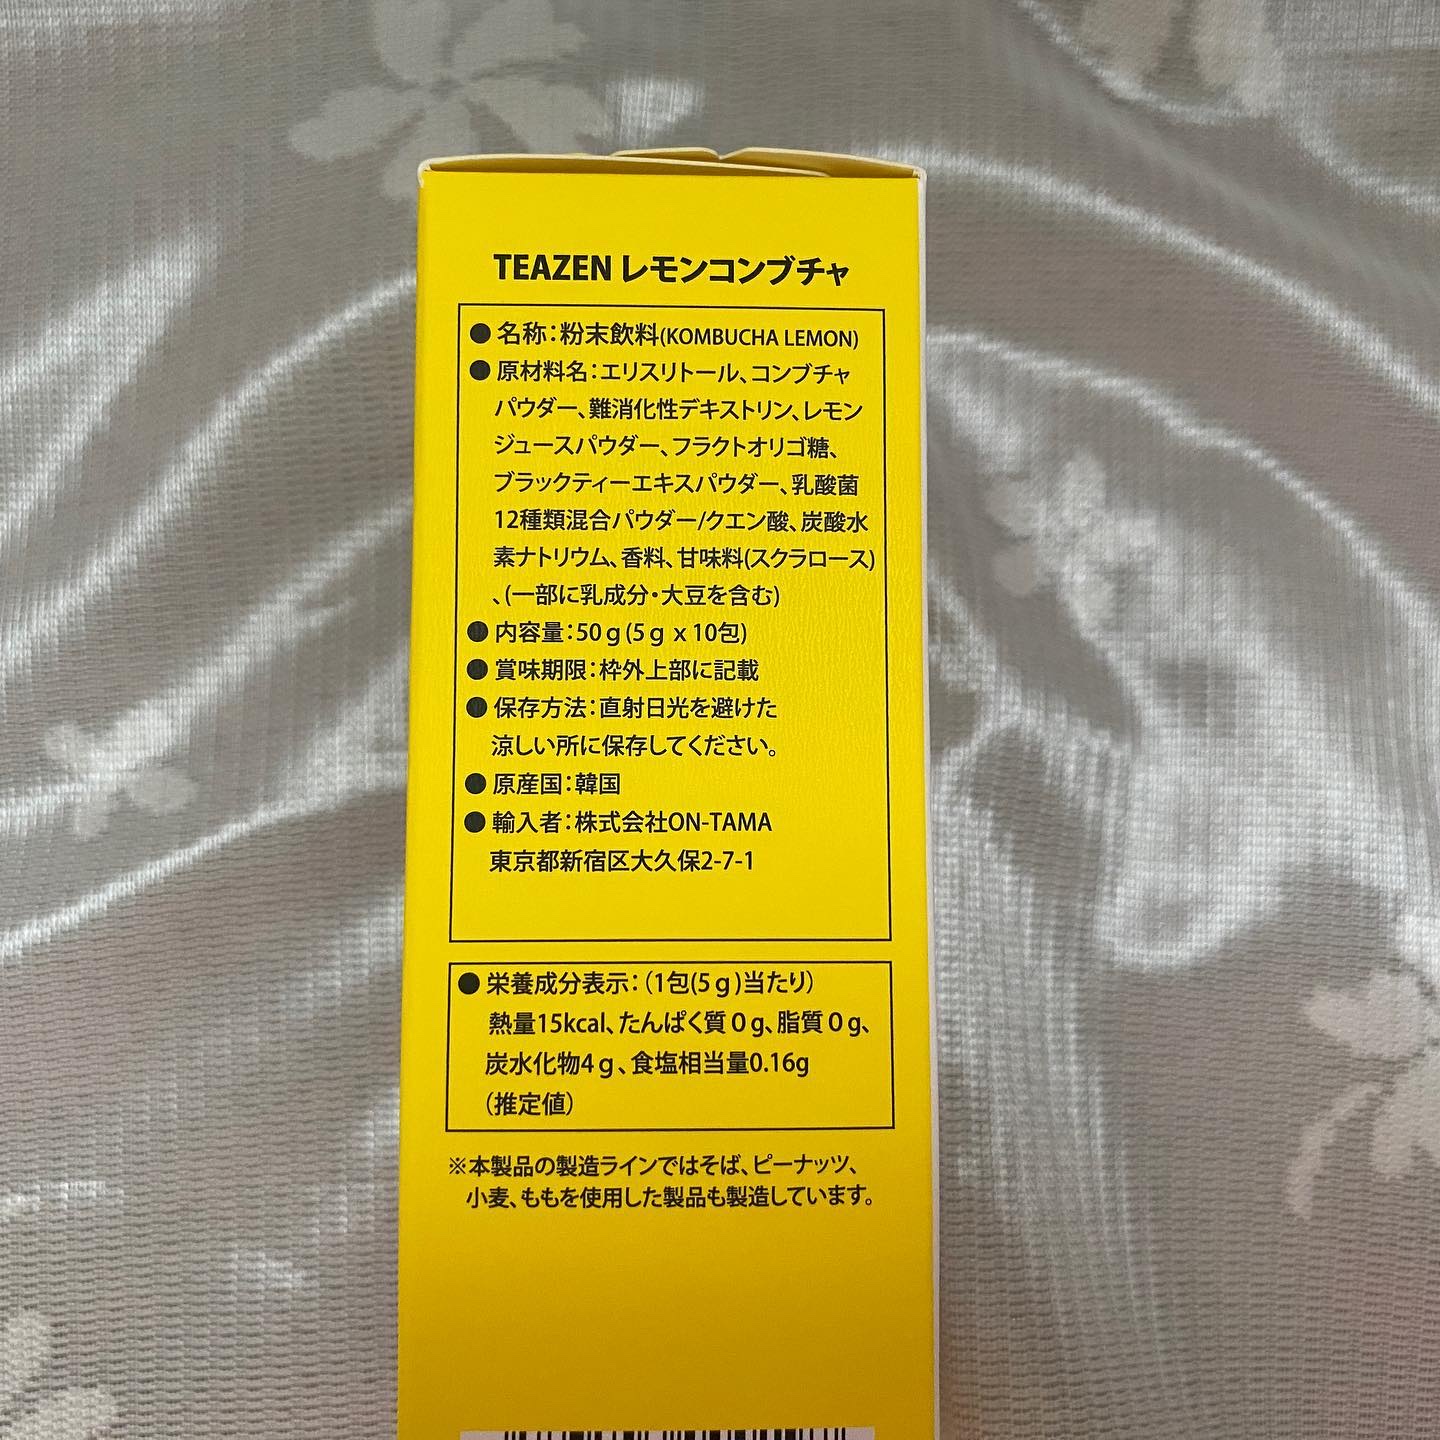 TEAZEN レモンコンブチャ
● 名称：粉末飲料(KOMBUCHA LEMON)
● 原材料名：エリスリトール、コンブチャ
パウダー、難消化性デキストリン、レモン
ジュースパウダー、フラクトオリゴ糖、
ブラックティーエキスパウダー、乳酸菌
12種類混合パウダー/クエン酸、炭酸水
素ナトリウム、香料、甘味料(スクラロース)
、(一部に乳成分・大豆を含む)
● 内容量：50ｇ(5ｇ x 10包)
● 賞味期限：枠外上部に記載
● 保存方法：直射日光を避けた
涼しい所に保存してください。
● 原産国：韓国
● 輸入者：株式会社ON-TAMA
東京都新宿区大久保2-7-1
● 栄養成分表示：（1包(5ｇ)当たり）
熱量15kcal、たんぱく質０g、脂質０g、
炭水化物4ｇ、食塩相当量0.16g
（推定値）
※本製品の製造ラインではそば、ピーナッツ、
小麦、ももを使用した製品も製造しています。